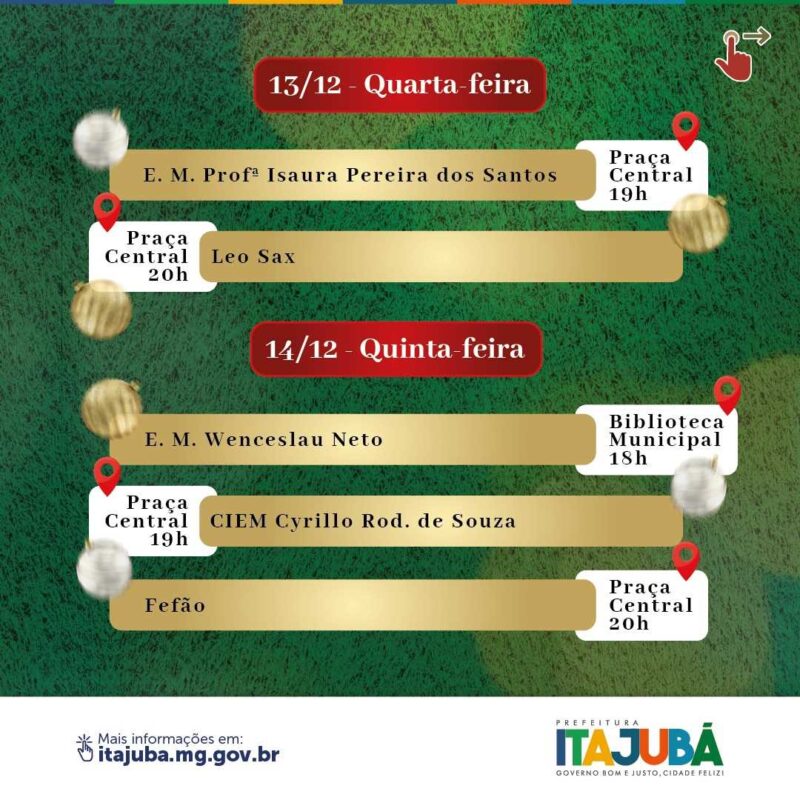 13/12 - Quarta-feira
E. M. Profª Isaura Pereira dos Santos
Praça
Central
19h
Praça
Central
20h
Leo Sax
14/12 - Quinta-feira
E. M. Wenceslau Neto
Biblioteca
Municipal
18h
Praça
Central
19h
CIEM Cyrillo Rod. de Souza
Fefão
Praça
Central
20h
Mais informações em:
itajuba.mg.gov.br
PREFEITURA
ITAJUBÁ
GOVERNO BOM E JUSTO, CIDADE FELIZ!